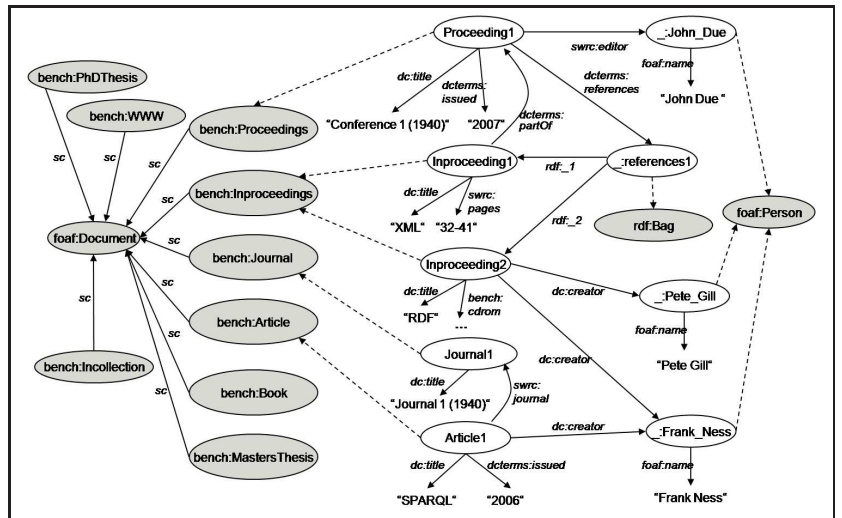 Proceeding1
swrc:editor
_:John_Due
bench:PhDThesis
foaf:name
dc:title
dcterms:
issued
dcterms:
references
"John Due "
bench:WWW
bench:Proceedings
"Conference 1 (1940)"
"2007"
dcterms:
partOf
sc
sc
sc
Inproceeding1
rdf:_1
_:references1
bench:Inproceedings
sc
dc:title
swrc:
pages
foaf:Person
foaf:Document
"XML"
"32-41"
rdf:_2
rdf:Bag
sc
bench:Journal
Inproceeding2
dc:title
bench:
cdrom
dc:creator
_:Pete_Gill
sc
sc
bench:Article
"RDF"
---
foaf:name
sc
Journal1
dc:creator
"Pete Gill"
bench:Incollection
dc:title
swrc:
journal
bench:Book
sc
"Journal 1 (1940)"
Article1
dc:creator
_:Frank_Ness
bench:MastersThesis
dc:title
dcterms:issued
foaf:name
"SPARQL"
"2006"
"Frank Ness"